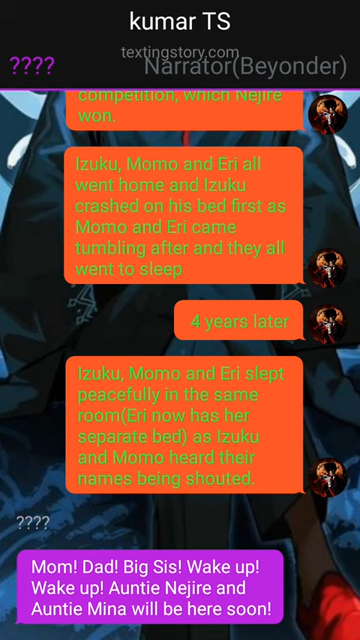 kumar TS
textingstory.com
???? Narrator(Beyonder)
competition, which Nejire
won.
Izuku, Momo and Eri all
went home and Izuku
crashed on his bed first as
Momo and Eri came
tumbling after and they all
went to sleep
4 years later
Izuku, Momo and Eri slept
peacefully in the same
room(Eri now has her
separate bed) as Izuku
and Momo heard their
names being shouted.
????
Mom! Dad! Big Sis! Wake up!
Wake up! Auntie Nejire and
Auntie Mina will be here soon!